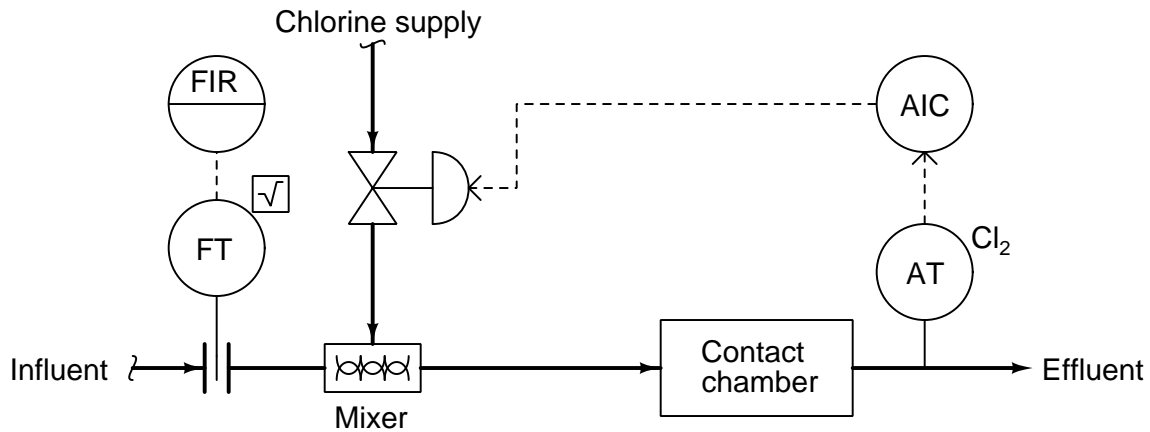 Chlorine supply
FIR
AIC
√
FT
Cl₂
AT
Influent
Contact
chamber
Effluent
Mixer